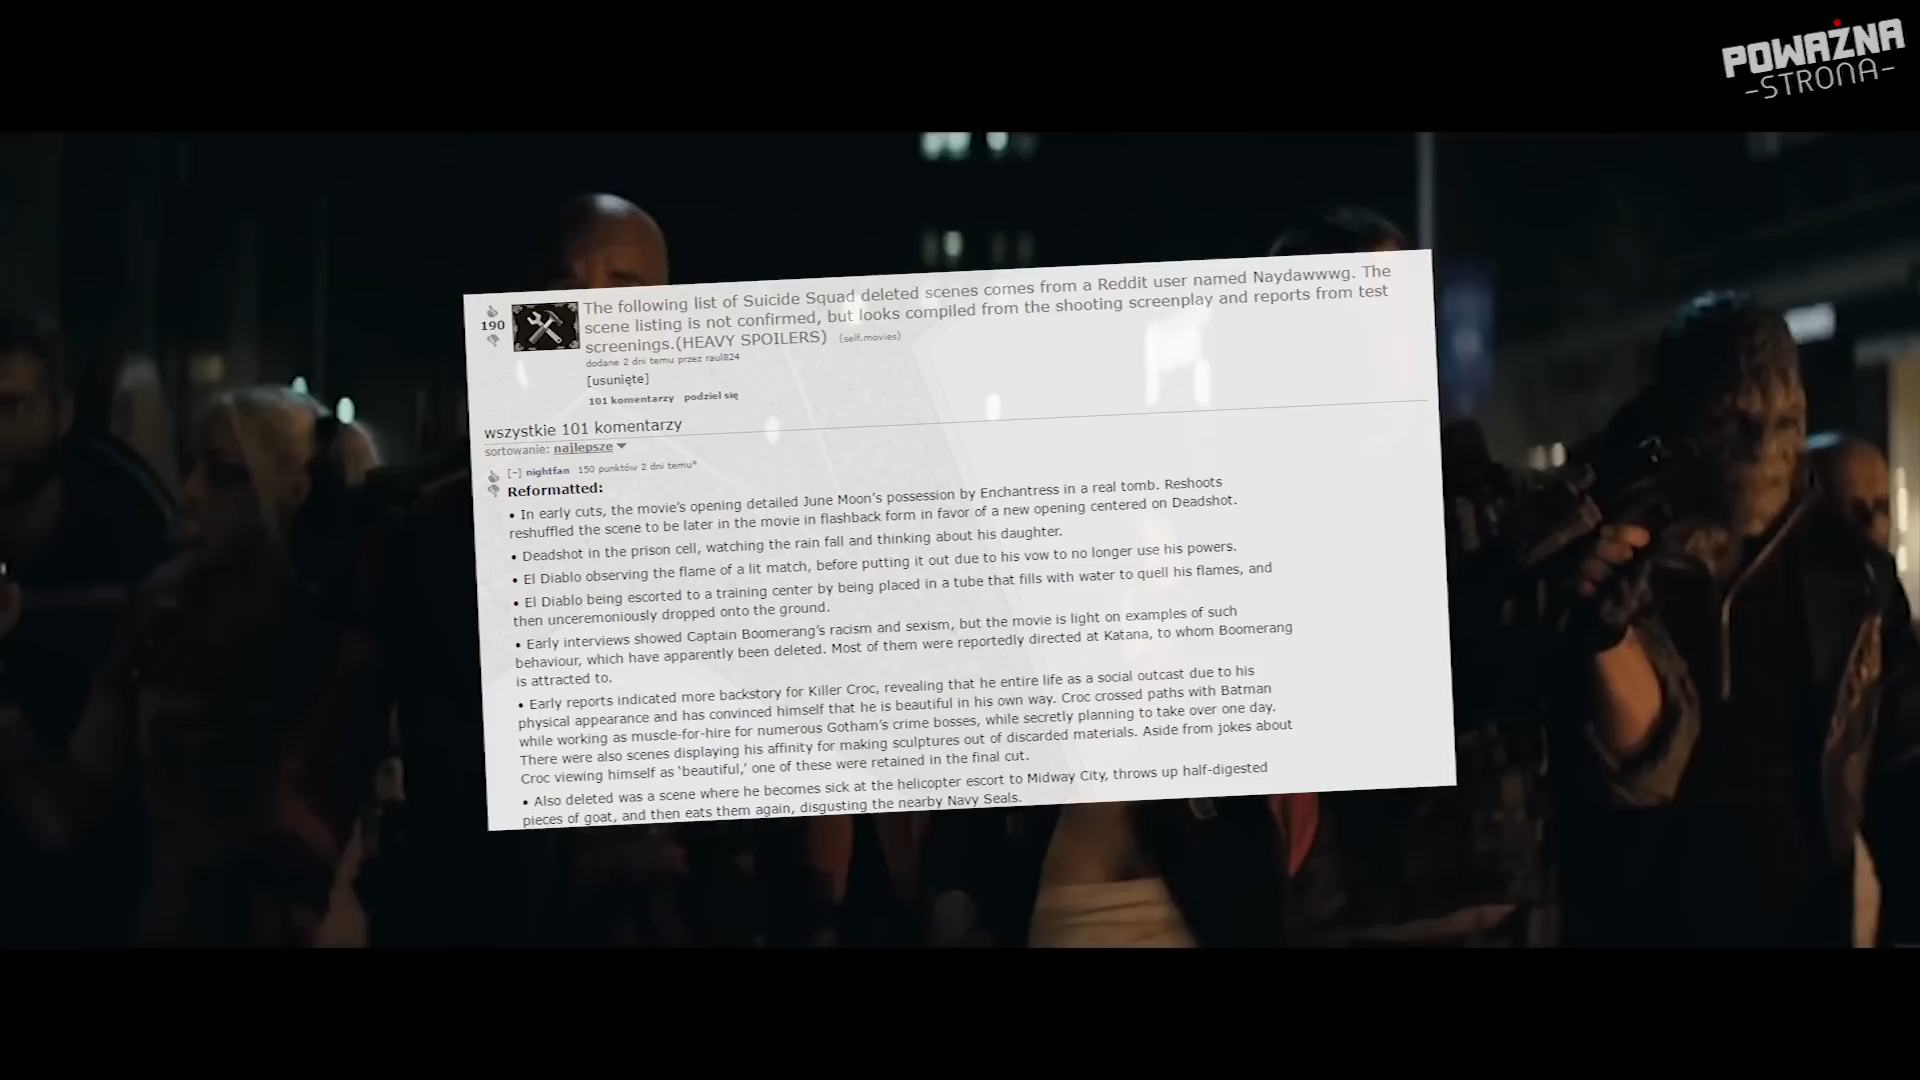 POWAŻNA
-STRONA-
190
The following list of Suicide Squad deleted scenes comes from a Reddit user named Naydawwwg. The
scene listing is not confirmed, but looks compiled from the shooting screenplay and reports from test
screenings.(HEAVY SPOILERS) (self.movies)
dodane 2 dni temu przez raul824
[usunięte]
101 komentarzy podziel się
wszystkie 101 komentarzy
sortowanie: najlepsze
[-] nightfan 150 punktów 2 dni temu*
Reformatted:
• In early cuts, the movie's opening detailed June Moon's possession by Enchantress in a real tomb. Reshoots
reshuffled the scene to be later in the movie in flashback form in favor of a new opening centered on Deadshot.
• Deadshot in the prison cell, watching the rain fall and thinking about his daughter.
• El Diablo observing the flame of a lit match, before putting it out due to his vow to no longer use his powers.
• El Diablo being escorted to a training center by being placed in a tube that fills with water to quell his flames, and
then unceremoniously dropped onto the ground.
• Early interviews showed Captain Boomerang's racism and sexism, but the movie is light on examples of such
behaviour, which have apparently been deleted. Most of them were reportedly directed at Katana, to whom Boomerang
is attracted to.
• Early reports indicated more backstory for Killer Croc, revealing that he entire life as a social outcast due to his
physical appearance and has convinced himself that he is beautiful in his own way. Croc crossed paths with Batman
while working as muscle-for-hire for numerous Gotham's crime bosses, while secretly planning to take over one day.
There were also scenes displaying his affinity for making sculptures out of discarded materials. Aside from jokes about
Croc viewing himself as 'beautiful,' one of these were retained in the final cut.
• Also deleted was a scene where he becomes sick at the helicopter escort to Midway City, throws up half-digested
pieces of goat, and then eats them again, disgusting the nearby Navy Seals.